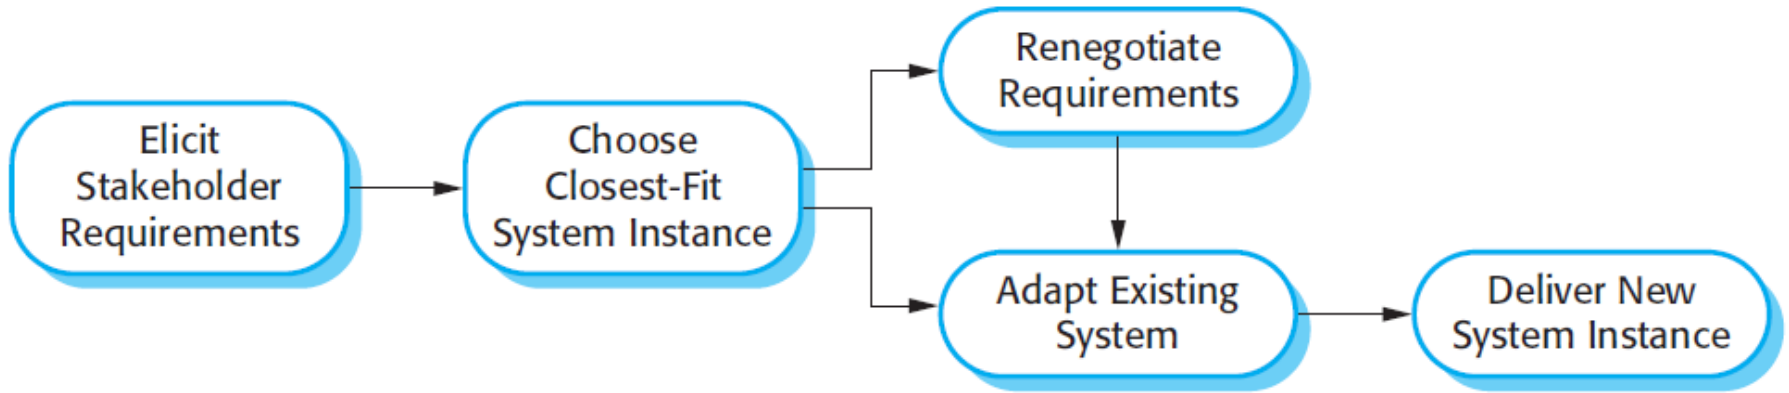 Elicit
Stakeholder
Requirements
Choose
Closest-Fit
System Instance
Renegotiate
Requirements
Adapt Existing
System
Deliver New
System Instance